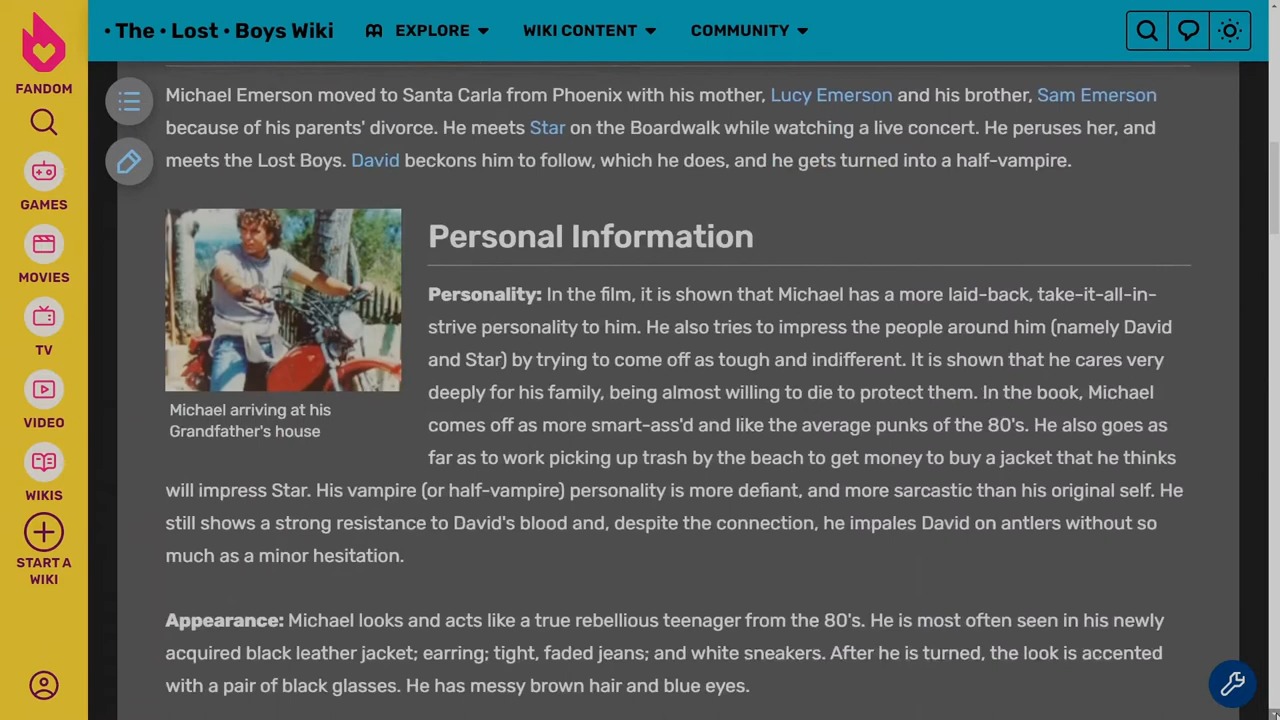 · The · Lost · Boys Wiki
EXPLORE
WIKI CONTENT
COMMUNITY
FANDOM
GAMES
MOVIES
TV
VIDEO
WIKIS
START A
WIKI
Michael Emerson moved to Santa Carla from Phoenix with his mother, Lucy Emerson and his brother, Sam Emerson
because of his parents' divorce. He meets Star on the Boardwalk while watching a live concert. He peruses her, and
meets the Lost Boys. David beckons him to follow, which he does, and he gets turned into a half-vampire.
Michael arriving at his
Grandfather's house
Personal Information
Personality: In the film, it is shown that Michael has a more laid-back, take-it-all-in-
strive personality to him. He also tries to impress the people around him (namely David
and Star) by trying to come off as tough and indifferent. It is shown that he cares very
deeply for his family, being almost willing to die to protect them. In the book, Michael
comes off as more smart-ass'd and like the average punks of the 80's. He also goes as
far as to work picking up trash by the beach to get money to buy a jacket that he thinks
will impress Star. His vampire (or half-vampire) personality is more defiant, and more sarcastic than his original self. He
still shows a strong resistance to David's blood and, despite the connection, he impales David on antlers without so
much as a minor hesitation.
Appearance: Michael looks and acts like a true rebellious teenager from the 80's. He is most often seen in his newly
acquired black leather jacket; earring; tight, faded jeans; and white sneakers. After he is turned, the look is accented
with a pair of black glasses. He has messy brown hair and blue eyes.